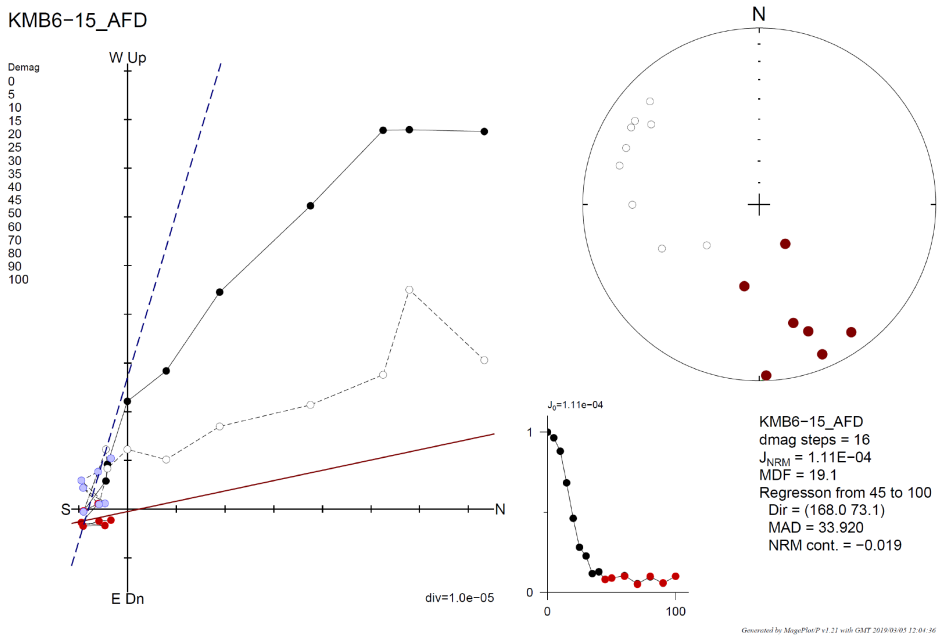 KMB6−15_AFD
Demag
0
5
10
15
20
25
30
35
40
45
50
60
70
80
90
100
W Up
S
N
E Dn
div=1.0e−05
N
J0=1.11e−04
1
0
0
100
KMB6−15_AFD
dmag steps = 16
JNRM = 1.11E−04
MDF = 19.1
Regresson from 45 to 100
Dir = (168.0 73.1)
MAD = 33.920
NRM cont. = −0.019
Generated by MagePlot/P v1.21 with GMT 2019/03/05 12:04:36